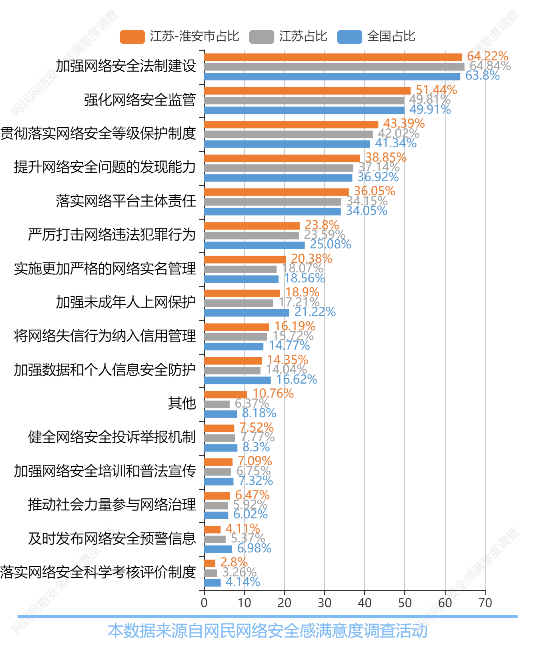 江苏-淮安市占比 江苏占比 全国占比
加强网络安全法制建设 64.22% 64.84% 63.8%
强化网络安全监管 51.44% 49.81% 49.91%
贯彻落实网络安全等级保护制度 43.39% 42.02% 41.34%
提升网络安全问题的发现能力 38.85% 37.14% 36.92%
落实网络平台主体责任 36.05% 34.15% 34.05%
严厉打击网络违法犯罪行为 23.8% 23.59% 25.08%
实施更加严格的网络实名管理 20.38% 18.07% 18.56%
加强未成年人上网保护 18.9% 17.21% 21.22%
将网络失信行为纳入信用管理 16.19% 15.72% 14.77%
加强数据和个人信息安全防护 14.35% 14.04% 16.62%
其他 10.76% 6.37% 8.18%
健全网络安全投诉举报机制 7.52% 7.77% 8.3%
加强网络安全培训和普法宣传 7.09% 6.75% 7.32%
推动社会力量参与网络治理 6.47% 5.92% 6.02%
及时发布网络安全预警信息 4.11% 5.37% 6.98%
落实网络安全科学考核评价制度 2.8% 3.26% 4.14%
0 10 20 30 40 50 60 70
本数据来源自网民网络安全感满意度调查活动